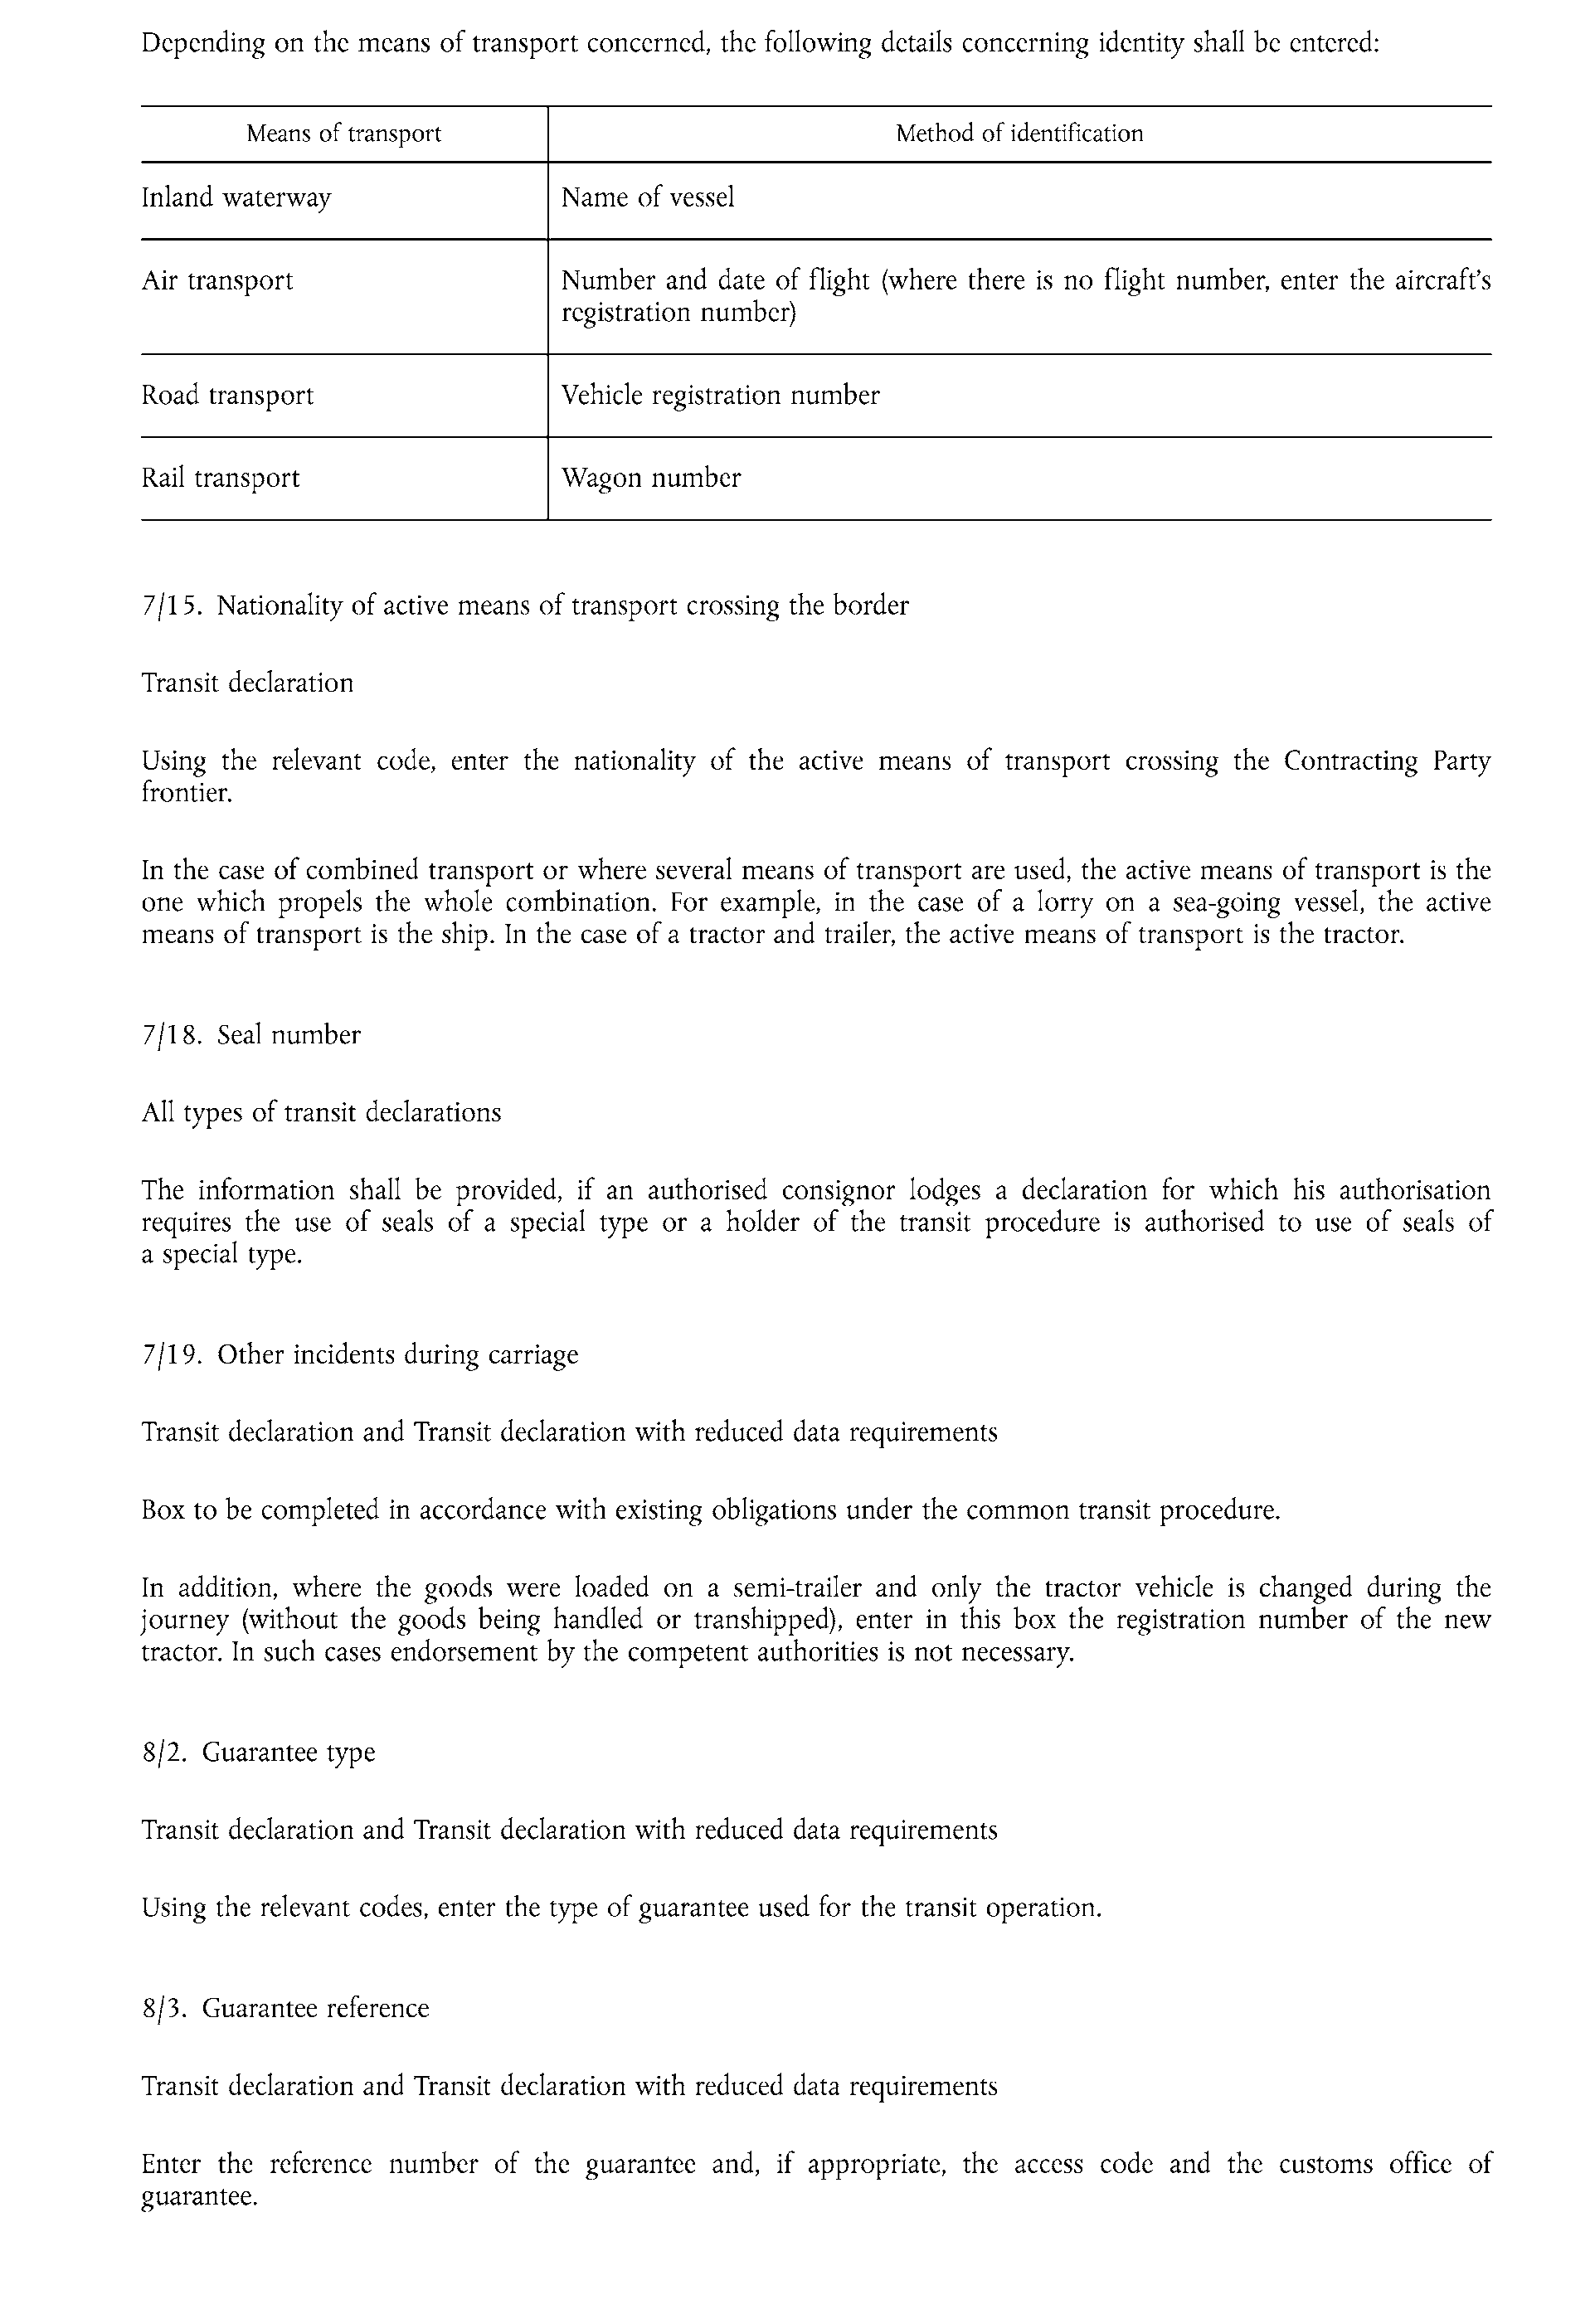 Depending on the means of transport concerned, the following details concerning identity shall be entered:
Means of transport
Method of identification
Inland waterway
Name of vessel
Air transport
Number and date of flight (where there is no flight number, enter the aircraft's
registration number)
Road transport
Vehicle registration number
Rail transport
Wagon number
7/15. Nationality of active means of transport crossing the border
Transit declaration
Using the relevant code, enter the nationality of the active means of transport crossing the Contracting Party
frontier.
In the case of combined transport or where several means of transport are used, the active means of transport is the
one which propels the whole combination. For example, in the case of a lorry on a sea-going vessel, the active
means of transport is the ship. In the case of a tractor and trailer, the active means of transport is the tractor.
7/18. Seal number
All types of transit declarations
The information shall be provided, if an authorised consignor lodges a declaration for which his authorisation
requires the use of seals of a special type or a holder of the transit procedure is authorised to use of seals of
a special type.
7/19. Other incidents during carriage
Transit declaration and Transit declaration with reduced data requirements
Box to be completed in accordance with existing obligations under the common transit procedure.
In addition, where the goods were loaded on a semi-trailer and only the tractor vehicle is changed during the
journey (without the goods being handled or transhipped), enter in this box the registration number of the new
tractor. In such cases endorsement by the competent authorities is not necessary.
8/2. Guarantee type
Transit declaration and Transit declaration with reduced data requirements
Using the relevant codes, enter the type of guarantee used for the transit operation.
8/3. Guarantee reference
Transit declaration and Transit declaration with reduced data requirements
Enter the reference number of the guarantee and, if appropriate, the access code and the customs office of
guarantee.